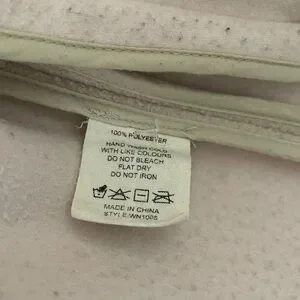 100% POLYESTER
HAND WASH COLD
WITH LIKE COLOURS
DO NOT BLEACH
FLAT DRY
DO NOT IRON
MADE IN CHINA
STYLE:WN1005